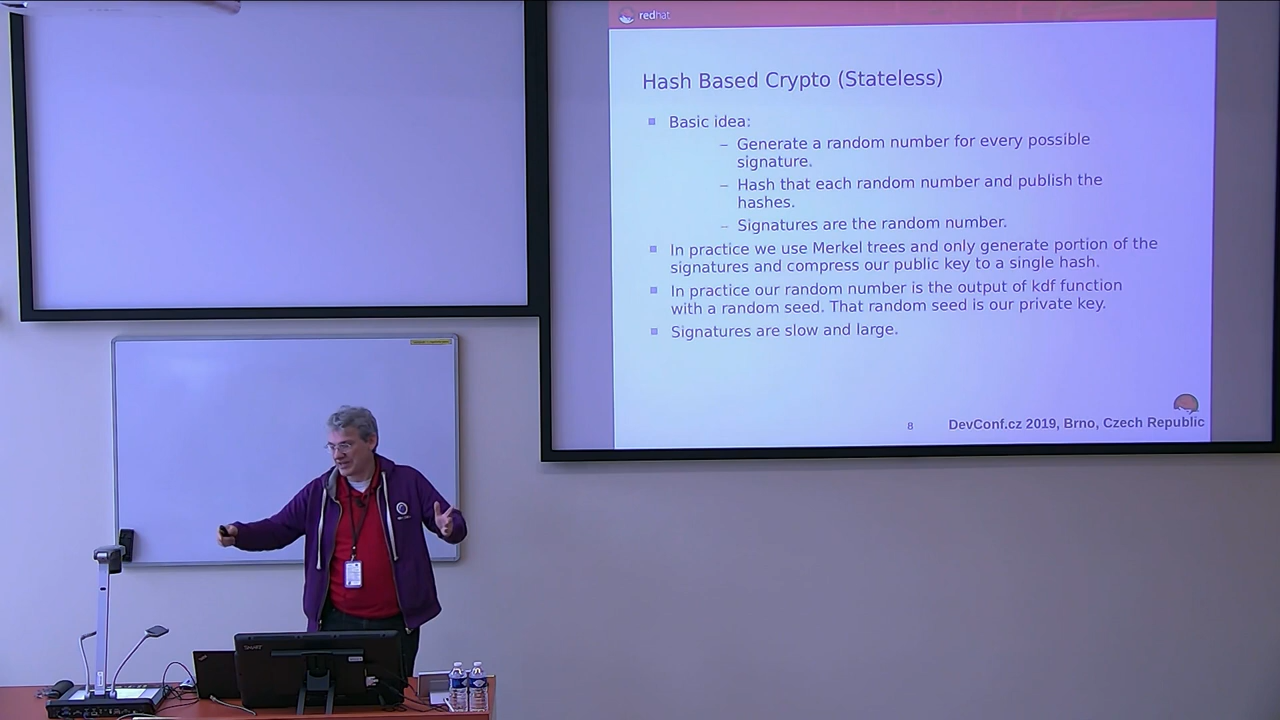 redhat
Hash Based Crypto (Stateless)
Basic idea:
– Generate a random number for every possible
signature.
– Hash that each random number and publish the
hashes.
– Signatures are the random number.
In practice we use Merkel trees and only generate portion of the
signatures and compress our public key to a single hash.
In practice our random number is the output of kdf function
with a random seed. That random seed is our private key.
Signatures are slow and large.
8
DevConf.cz 2019, Brno, Czech Republic